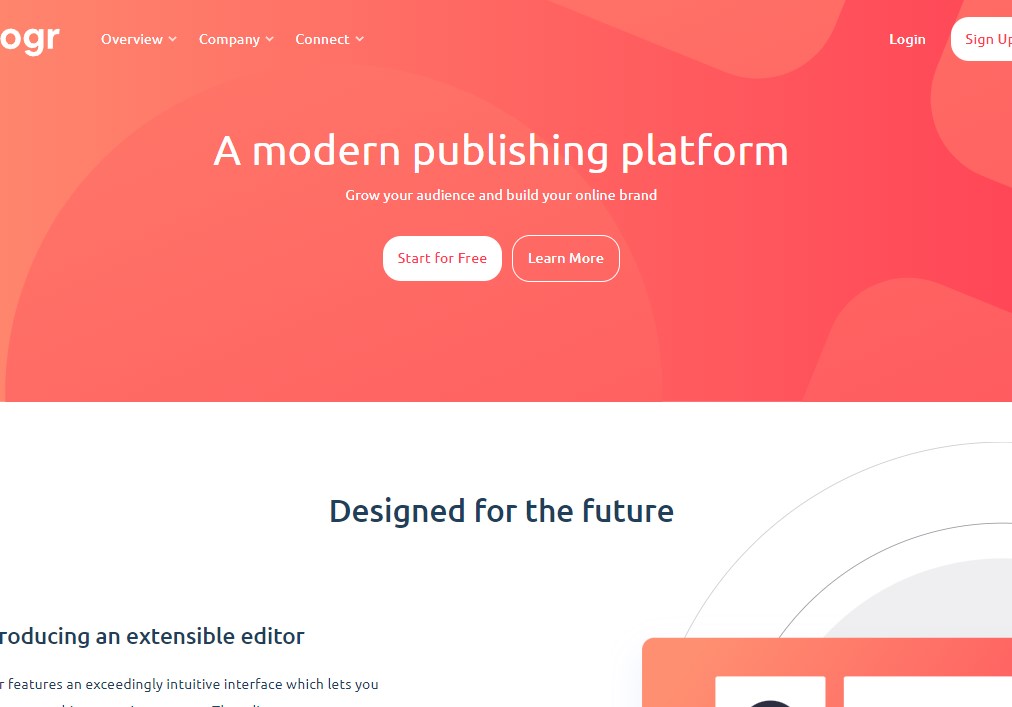 ogr Overview Company Connect Login Sign Up
A modern publishing platform
Grow your audience and build your online brand
Start for Free Learn More
Designed for the future
roducing an extensible editor
r features an exceedingly intuitive interface which lets you